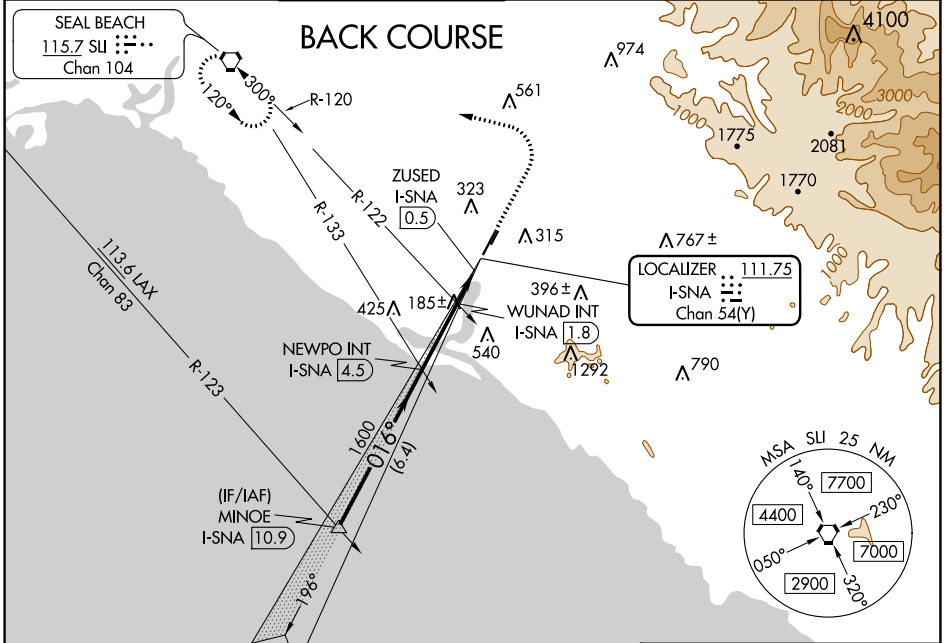 BACK COURSE
SEAL BEACH
115.7 SLI
Chan 104
120°
300°
R-120
R-122
R-133
4100
974
561
3000
2000
1000
1775
2081
1770
1000
ZUSED
I-SNA
0.5
323
315
767 ±
113.6 LAX
Chan 83
R-123
LOCALIZER 111.75
I-SNA
Chan 54(Y)
425
185±
396±
WUNAD INT
I-SNA 1.8
540
1292
790
NEWPO INT
I-SNA 4.5
1600
016°
(6.4)
(IF/IAF)
MINOE
I-SNA 10.9
196°
MSA SLI 25 NM
140°
7700
230°
4400
7000
050°
2900
320°